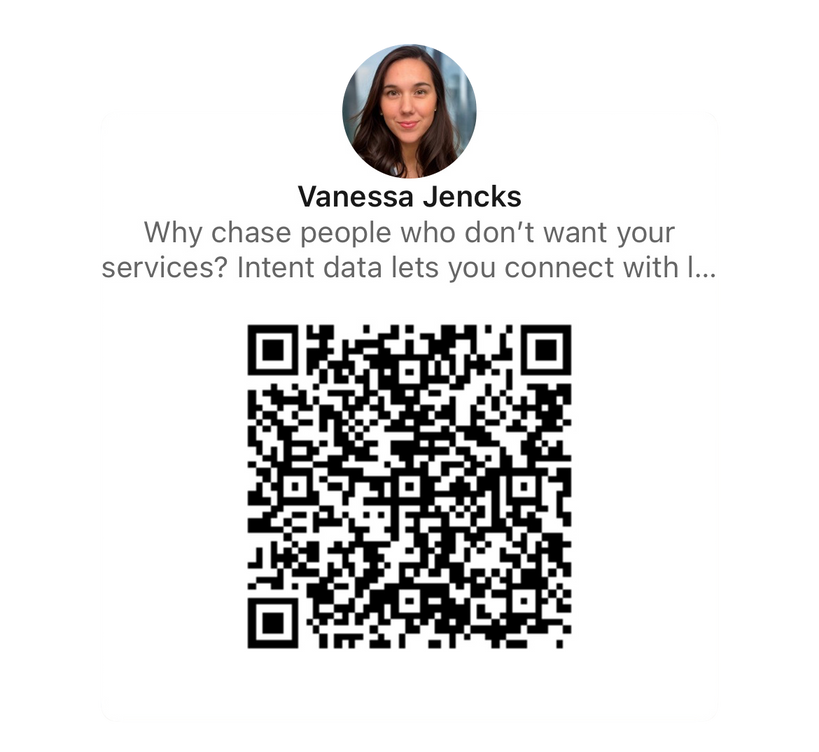 Vanessa Jencks
Why chase people who don’t want your
services? Intent data lets you connect with l...